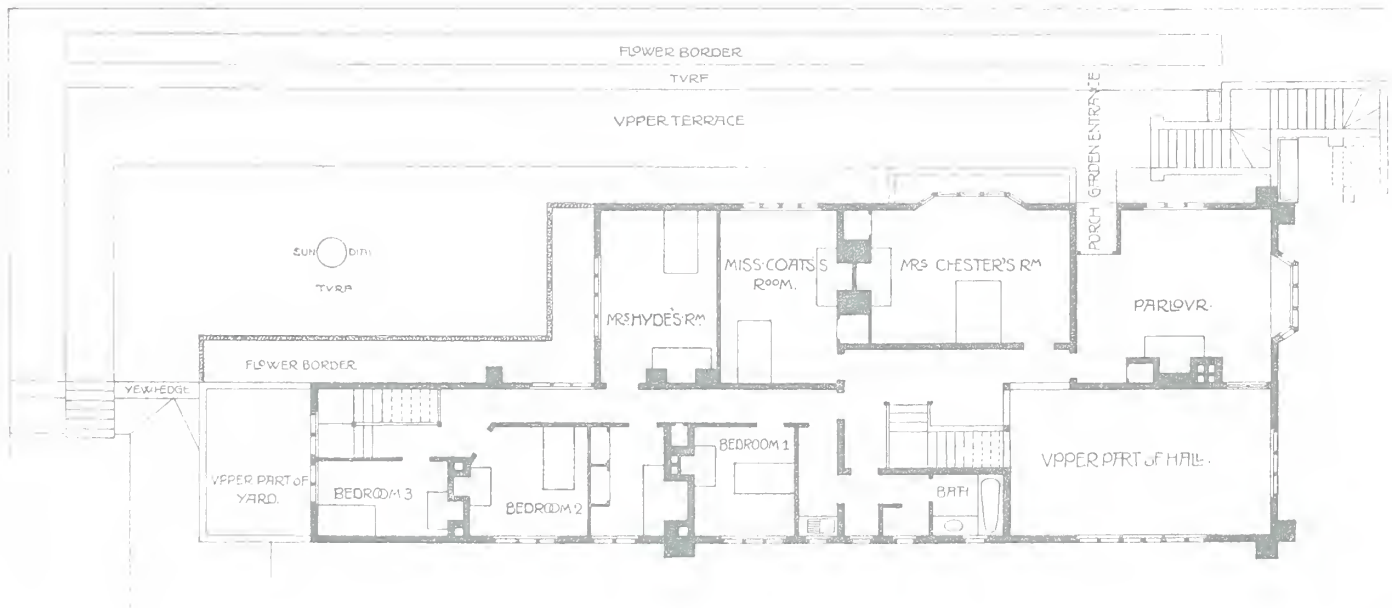 FLOWER BORDER
TVRF
VPPER TERRACE
PORCH GARDEN ENTRANCE
SUN DIAL
TVRF
MISS·COATS'S
ROOM.
MRS CHESTER'S RM
PARLOVR·
MRS HYDE'S·RM
FLOWER BORDER
YEW HEDGE
BEDROOM 1
VPPER PART OF HALL·
VPPER PART OF
YARD.
BEDROOM 3
BEDROOM 2
BATH